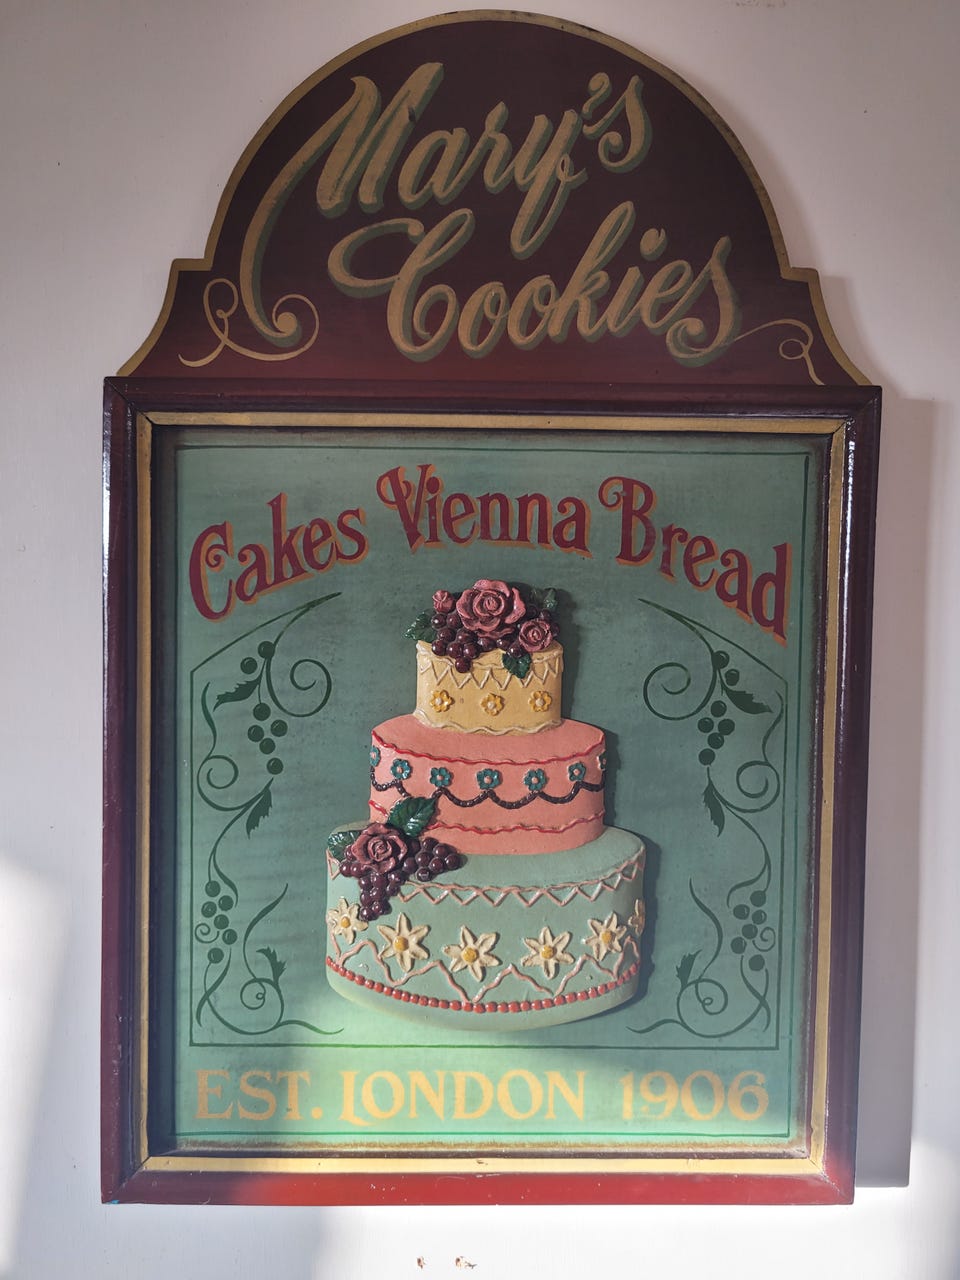 Mary's
Cookies
Cakes Vienna Bread
EST. LONDON 1906